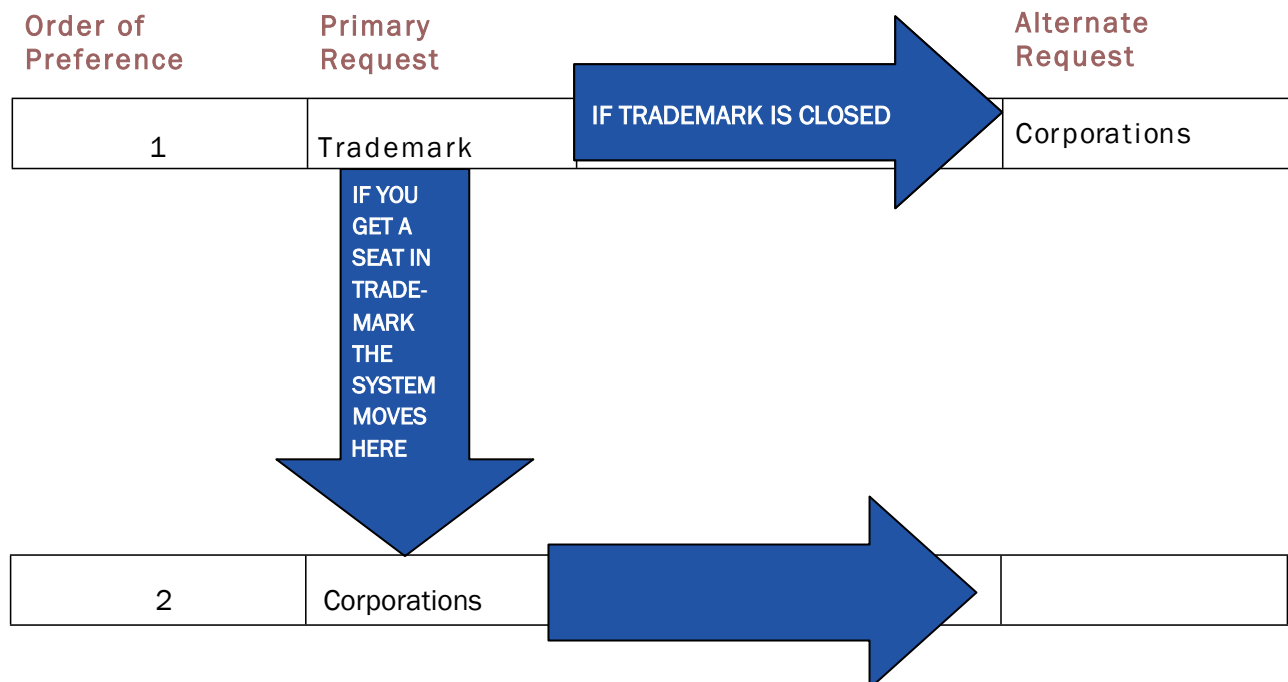 Order of
Preference
Primary
Request
Alternate
Request
1
Trademark
IF TRADEMARK IS CLOSED
Corporations
IF YOU
GET A
SEAT IN
TRADE-
MARK
THE
SYSTEM
MOVES
HERE
2
Corporations